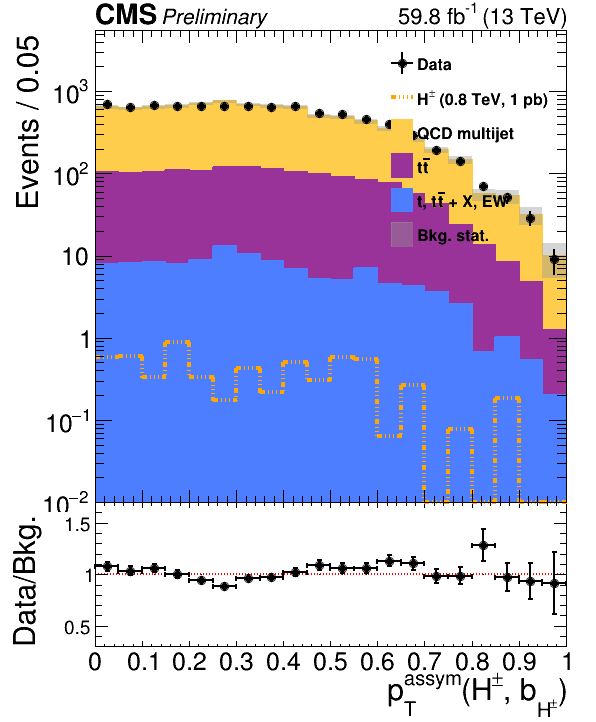 CMS Preliminary 59.8 fb⁻¹ (13 TeV)
Events / 0.05
10³
10²
10
1
10⁻¹
10⁻²
Data
H± (0.8 TeV, 1 pb)
QCD multijet
tt̄
t, tt̄ + X, EW
Bkg. stat.
Data/Bkg.
1.5
1
0.5
0 0.1 0.2 0.3 0.4 0.5 0.6 0.7 0.8 0.9 1
p_T^assym(H±, b_H±)